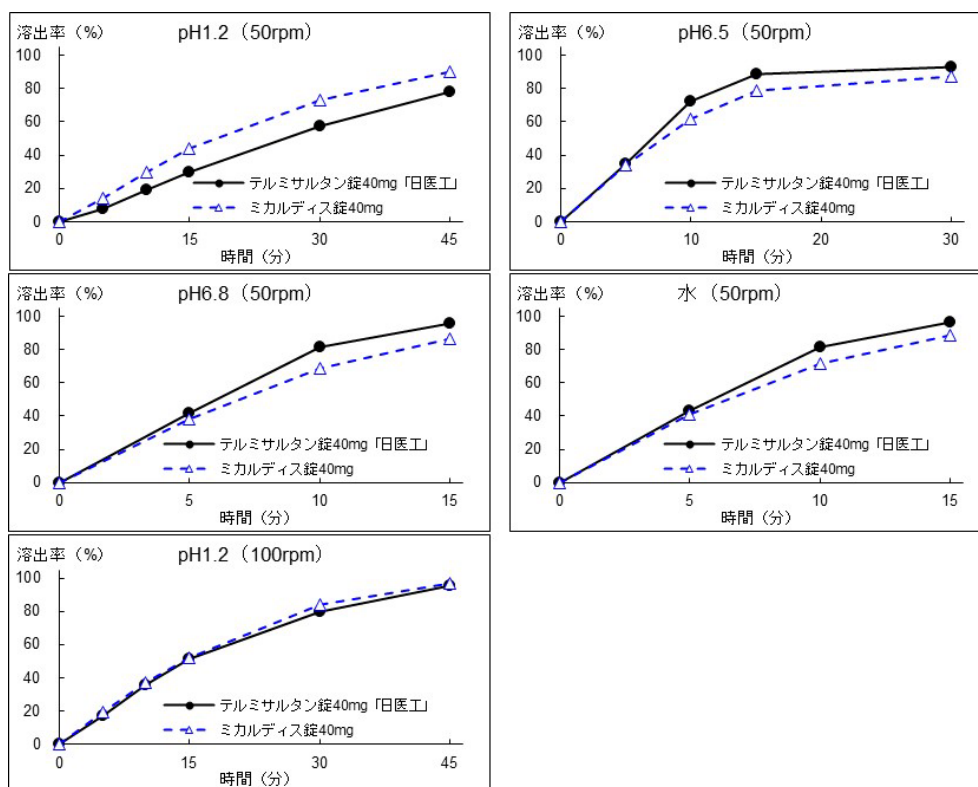 溶出率（%）
pH1.2（50rpm）
100
80
60
40
20
0
テルミサルタン錠40mg「日医工」
ミカルディス錠40mg
0 15 30 45
時間（分）
溶出率（%）
pH6.5（50rpm）
100
80
60
40
20
0
テルミサルタン錠40mg「日医工」
ミカルディス錠40mg
0 10 20 30
時間（分）
溶出率（%）
pH6.8（50rpm）
100
80
60
40
20
0
テルミサルタン錠40mg「日医工」
ミカルディス錠40mg
0 5 10 15
時間（分）
溶出率（%）
水（50rpm）
100
80
60
40
20
0
テルミサルタン錠40mg「日医工」
ミカルディス錠40mg
0 5 10 15
時間（分）
溶出率（%）
pH1.2（100rpm）
100
80
60
40
20
0
テルミサルタン錠40mg「日医工」
ミカルディス錠40mg
0 15 30 45
時間（分）